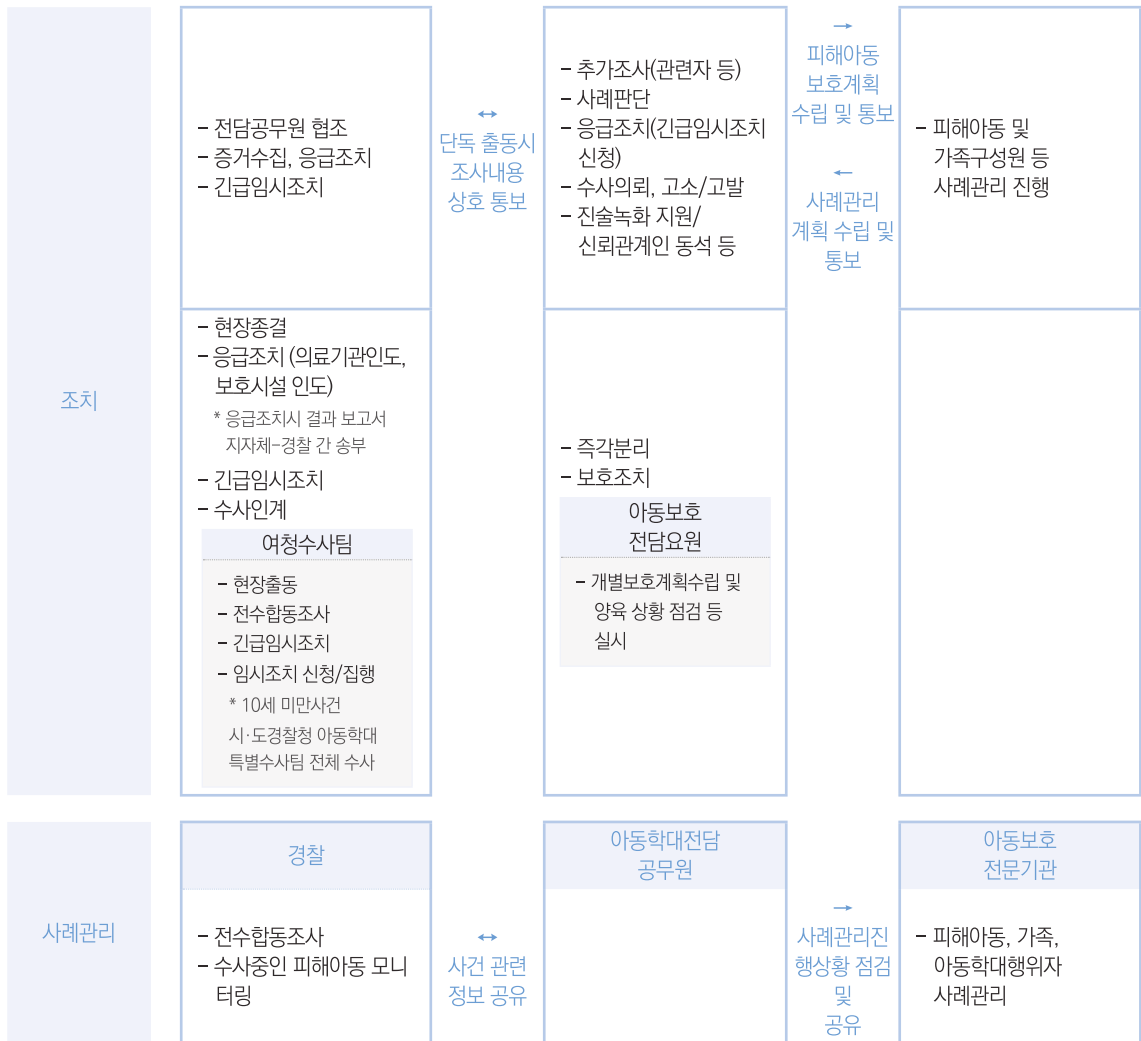 조치
- 전담공무원 협조
- 증거수집, 응급조치
- 긴급임시조치
↔
단독 출동시
조사내용
상호 통보
- 추가조사(관련자 등)
- 사례판단
- 응급조치(긴급임시조치
신청)
- 수사의뢰, 고소/고발
- 진술녹화 지원/
신뢰관계인 동석 등
→
피해아동
보호계획
수립 및 통보
←
사례관리
계획 수립 및
통보
- 피해아동 및
가족구성원 등
사례관리 진행
- 현장종결
- 응급조치 (의료기관인도,
보호시설 인도)
* 응급조치시 결과 보고서
지자체-경찰 간 송부
- 긴급임시조치
- 수사인계
여청수사팀
- 현장출동
- 전수합동조사
- 긴급임시조치
- 임시조치 신청/집행
* 10세 미만사건
시·도경찰청 아동학대
특별수사팀 전체 수사
- 즉각분리
- 보호조치
아동보호
전담요원
- 개별보호계획수립 및
양육 상황 점검 등
실시
사례관리
경찰
- 전수합동조사
- 수사중인 피해아동 모니
터링
↔
사건 관련
정보 공유
아동학대전담
공무원
→
사례관리진
행상황 점검
및
공유
아동보호
전문기관
- 피해아동, 가족,
아동학대행위자
사례관리